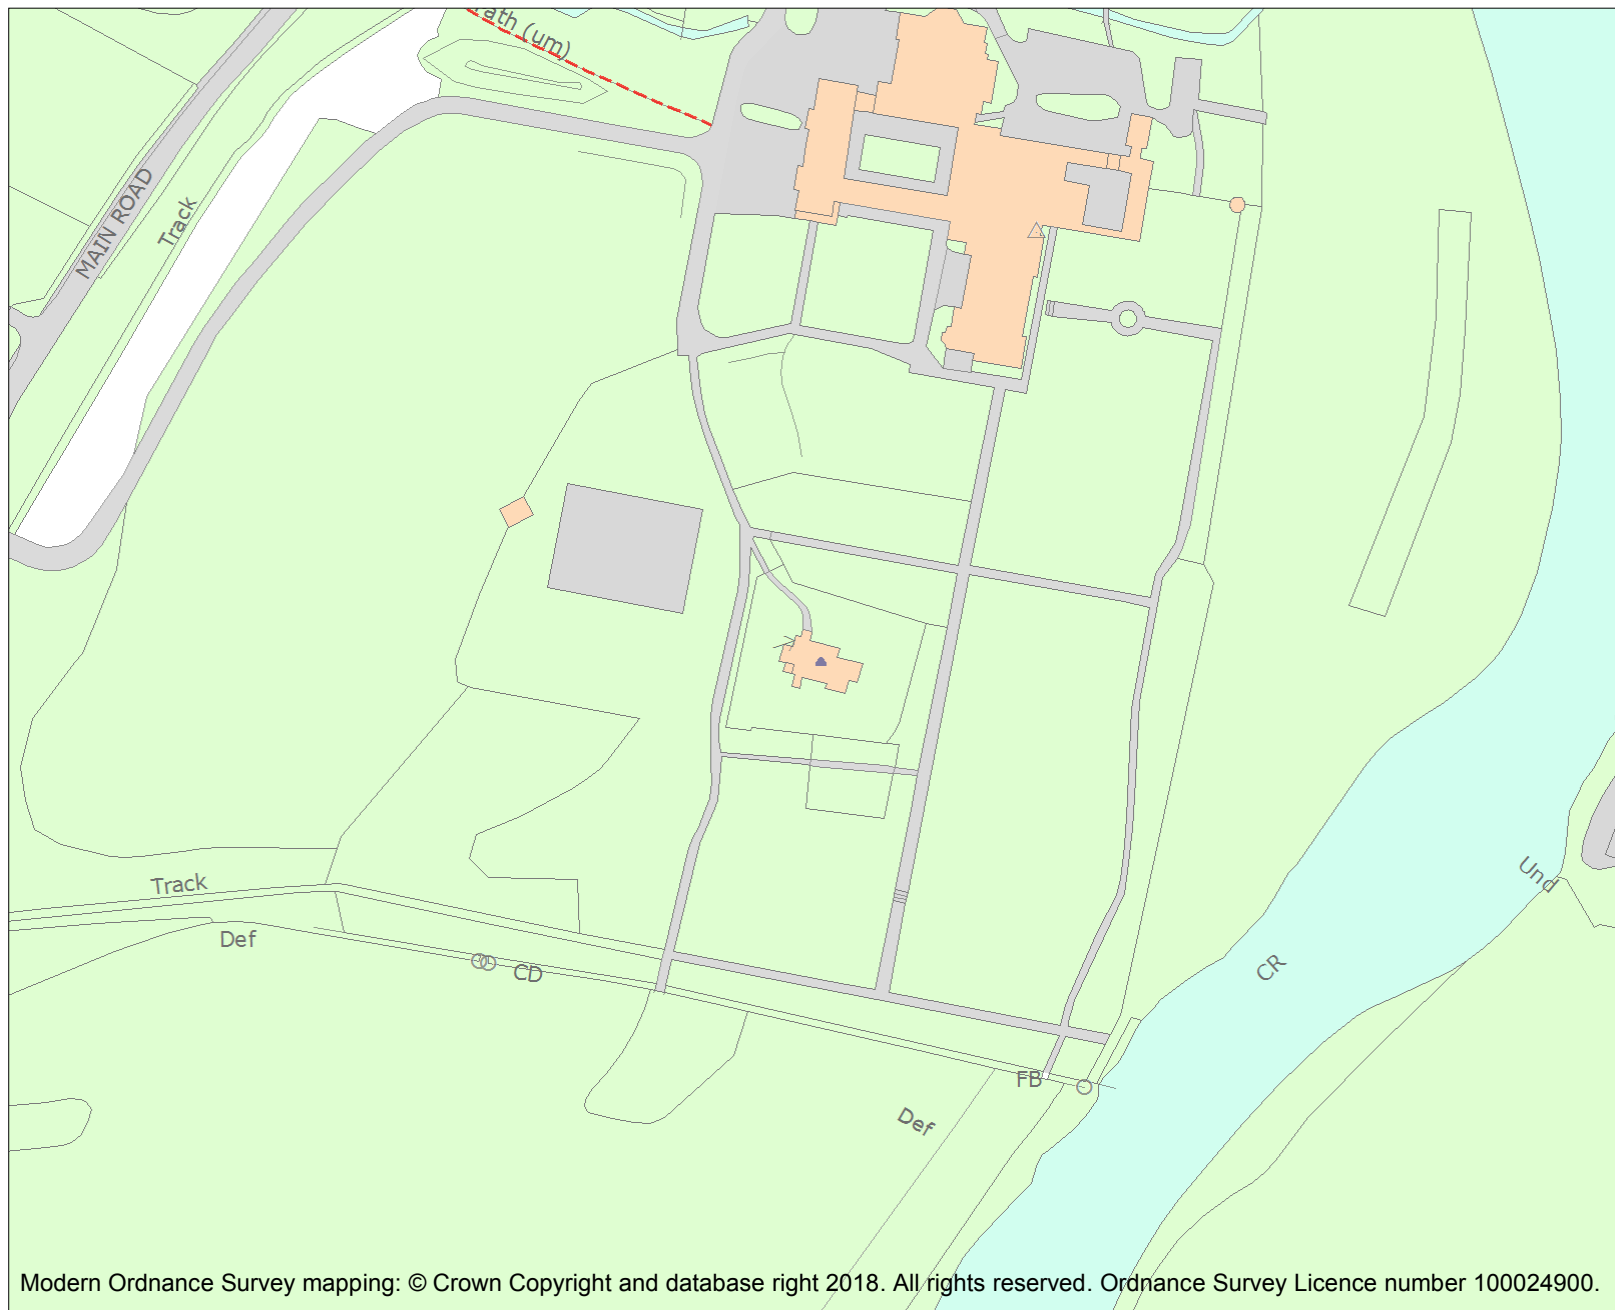 ath (um)
MAIN ROAD
Track
Track
Def
CD
Und
CR
FB
Def
Modern Ordnance Survey mapping: © Crown Copyright and database right 2018. All rights reserved. Ordnance Survey Licence number 100024900.